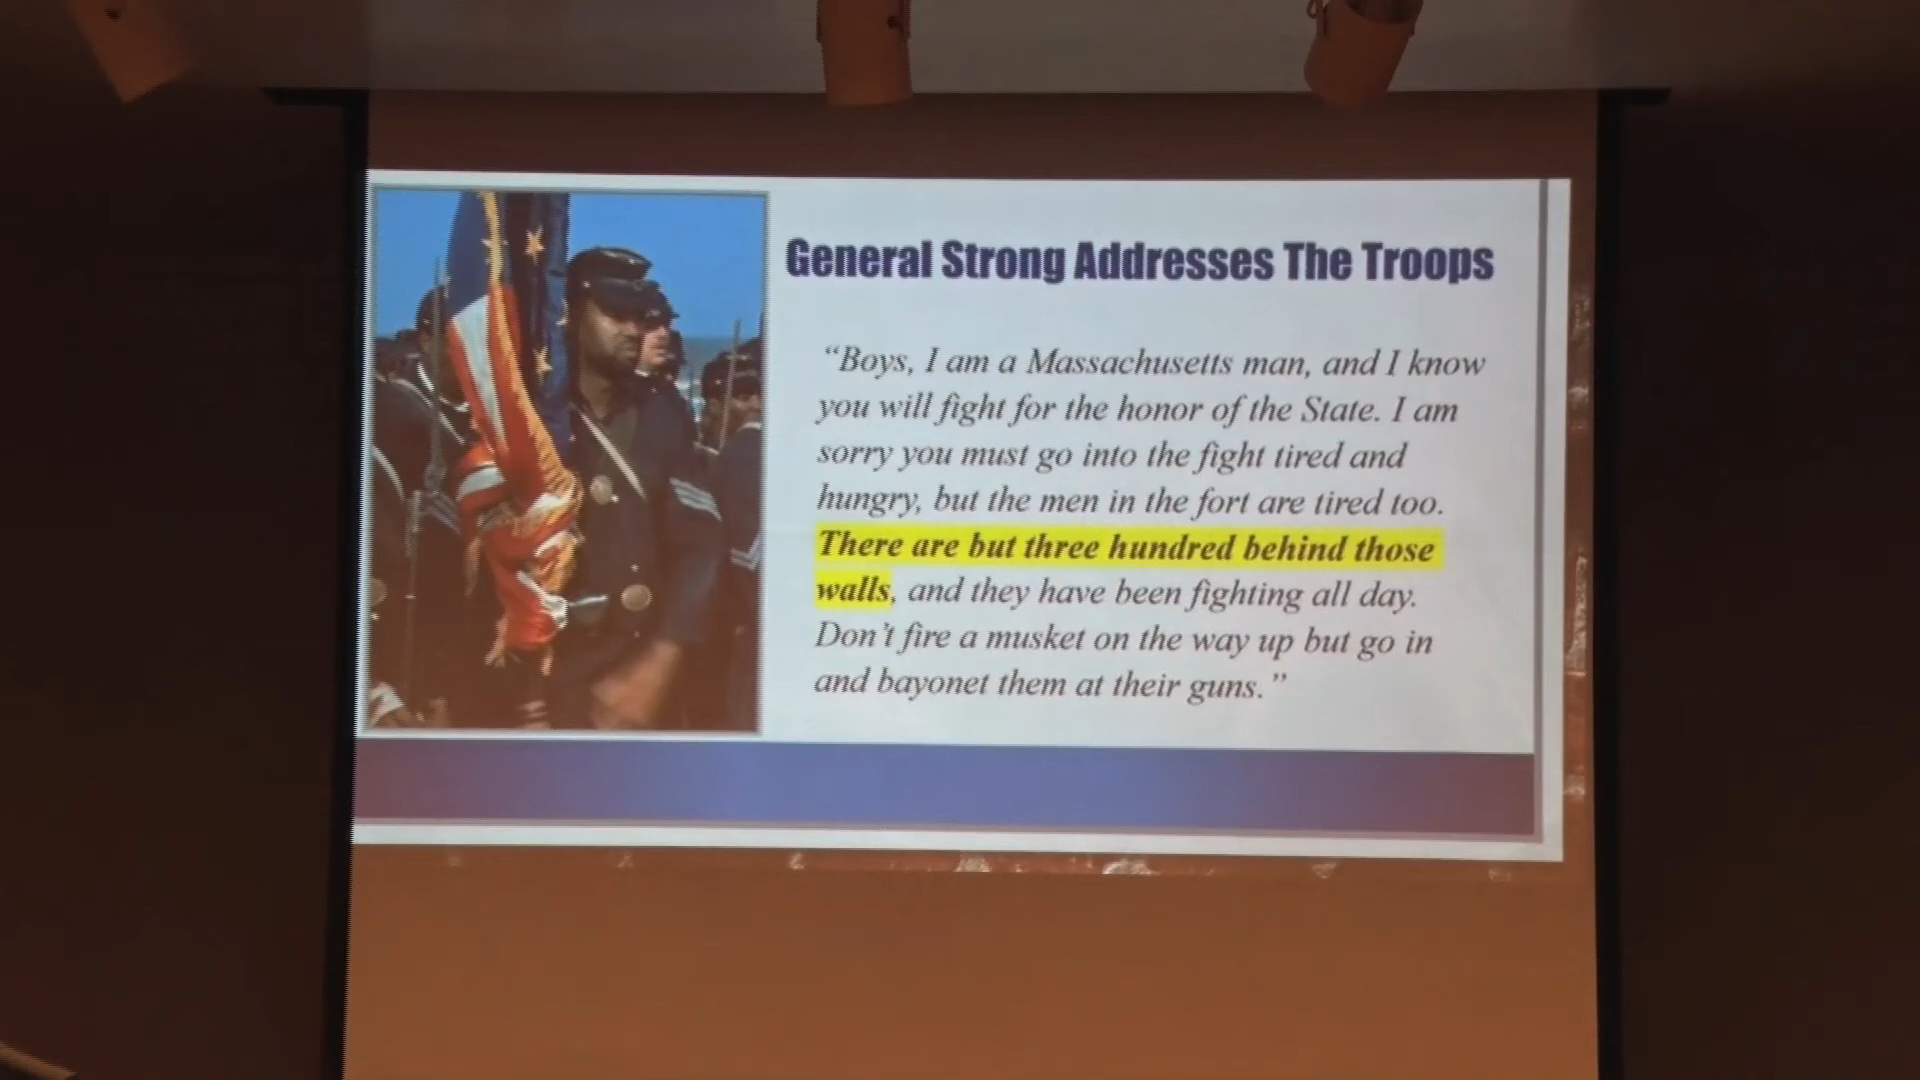 General Strong Addresses The Troops
“Boys, I am a Massachusetts man, and I know
you will fight for the honor of the State. I am
sorry you must go into the fight tired and
hungry, but the men in the fort are tired too.
There are but three hundred behind those
walls, and they have been fighting all day.
Don’t fire a musket on the way up but go in
and bayonet them at their guns.”